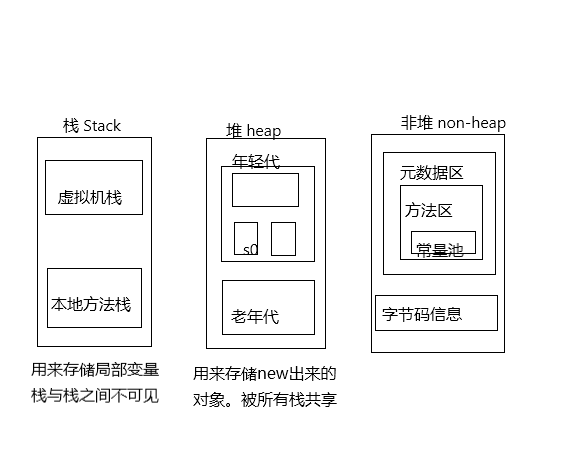 栈 Stack
虚拟机栈
本地方法栈
用来存储局部变量
栈与栈之间不可见
堆 heap
年轻代
s0
老年代
用来存储new出来的
对象。被所有栈共享
非堆 non-heap
元数据区
方法区
常量池
字节码信息